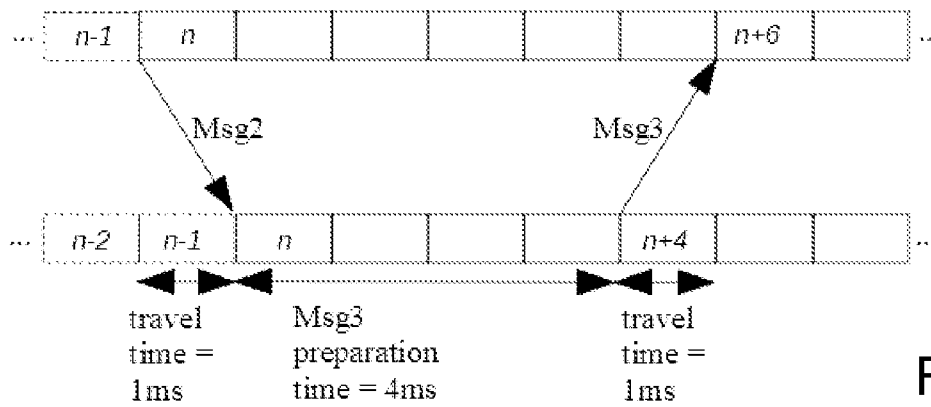 ... n-1 n n+6 ...
Msg2 Msg3
... n-2 n-1 n n+4 ...
travel Msg3 travel
time = preparation time =
1ms time = 4ms 1ms
F